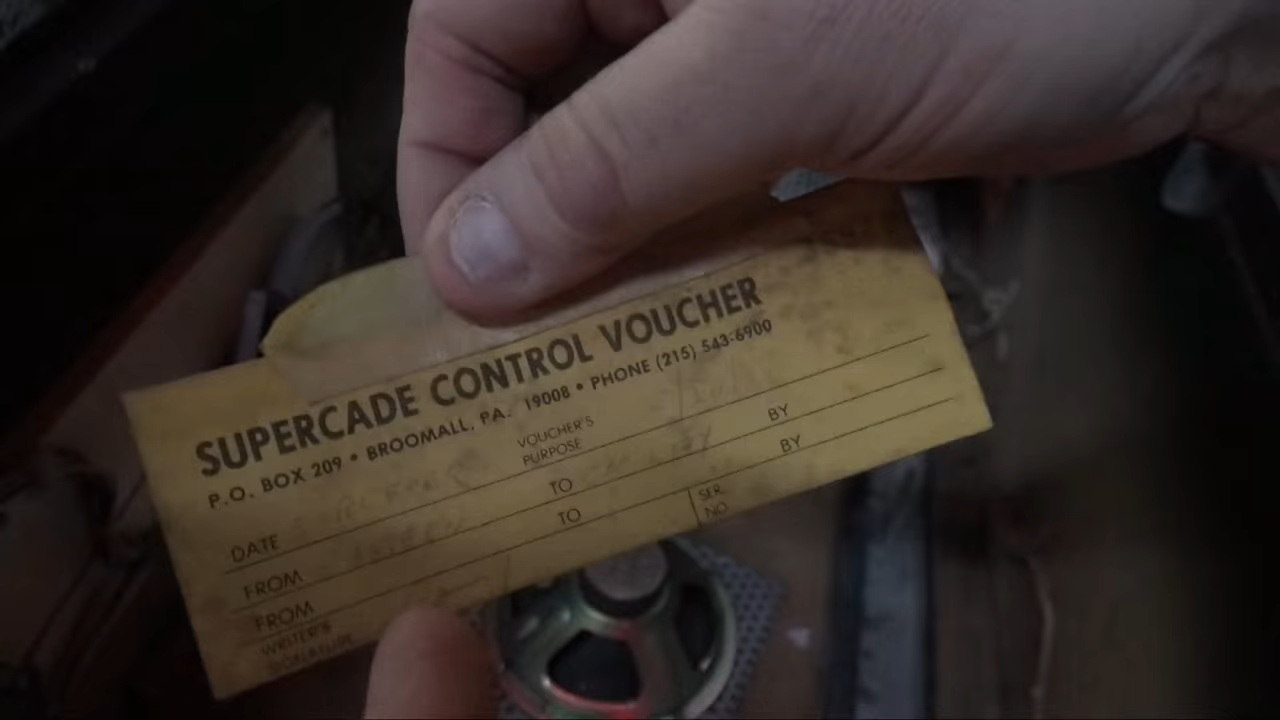 SUPERCADE CONTROL VOUCHER
P.O. BOX 209 • BROOMALL, PA. 19008 • PHONE (215) 543-6900
DATE VOUCHER'S PURPOSE
FROM TO BY
FROM TO BY
WRITER'S SIGNATURE SER. NO.